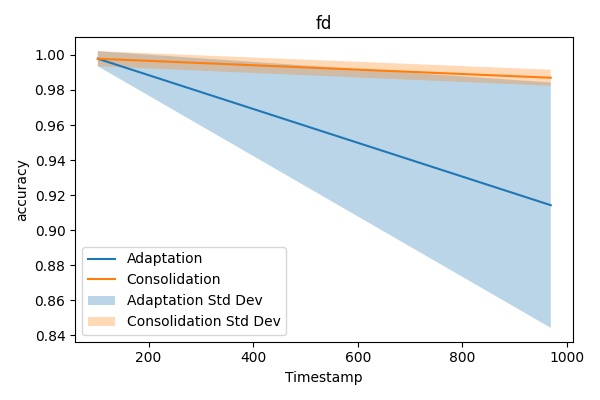 fd
accuracy
1.00
0.98
0.96
0.94
0.92
0.90
0.88
0.86
0.84
Adaptation
Consolidation
Adaptation Std Dev
Consolidation Std Dev
200
400
600
800
1000
Timestamp